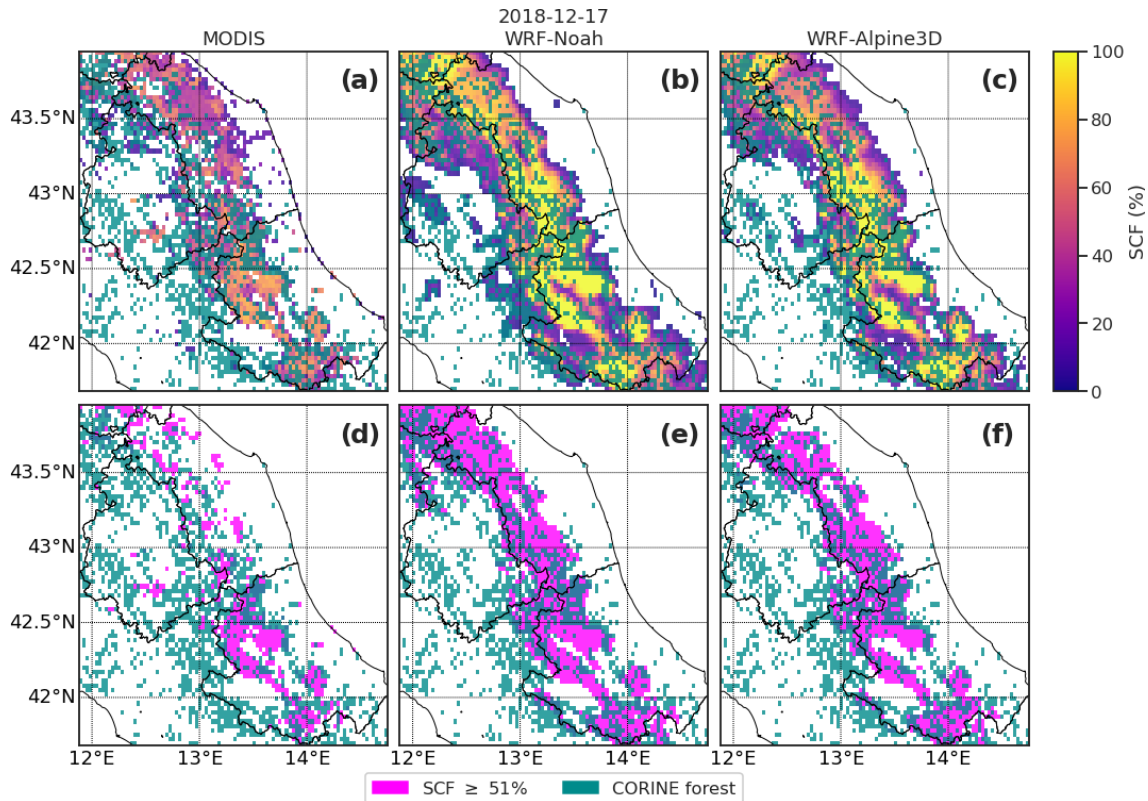 2018-12-17
MODIS WRF-Noah WRF-Alpine3D
(a) (b) (c) 100
43.5°N
80
43°N
60
SCF (%)
42.5°N
40
20
42°N
0
(d) (e) (f)
43.5°N
43°N
42.5°N
42°N
12°E 13°E 14°E 12°E 13°E 14°E 12°E 13°E 14°E
SCF ≥ 51% CORINE forest